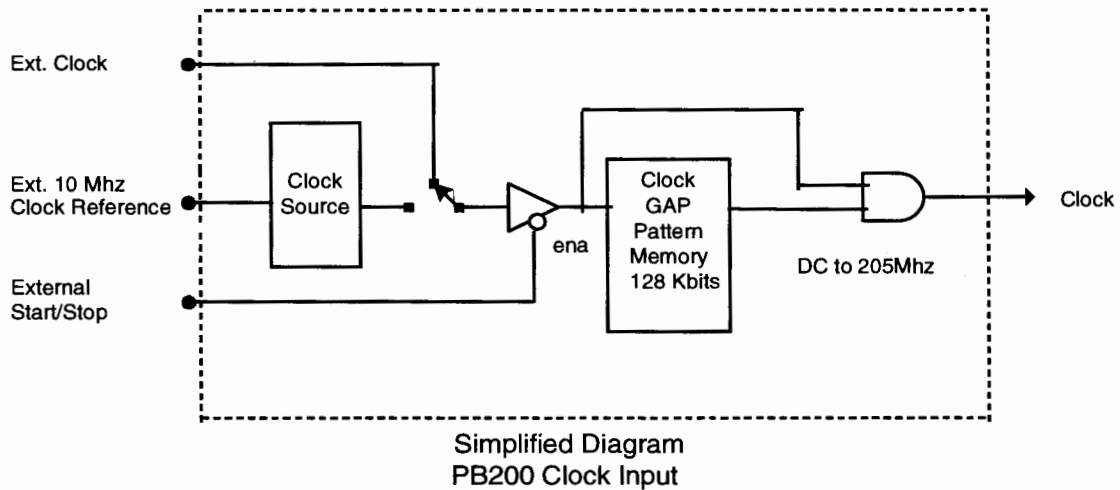 Ext. Clock
Ext. 10 Mhz
Clock Reference
External
Start/Stop
Clock
Source
ena
Clock
GAP
Pattern
Memory
128 Kbits
DC to 205Mhz
Clock
Simplified Diagram
PB200 Clock Input